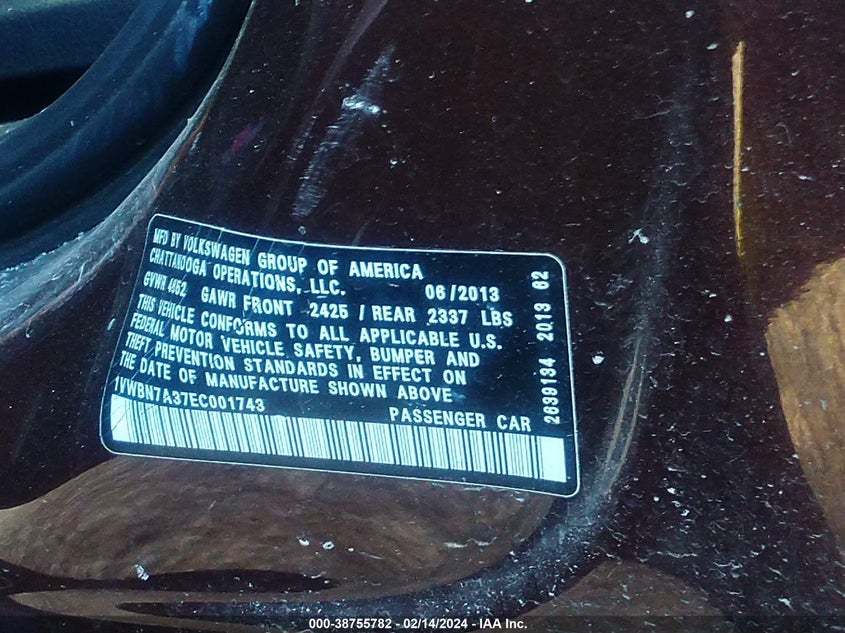 MFD BY VOLKSWAGEN GROUP OF AMERICA
CHATTANOOGA OPERATIONS, LLC. 06/2013
GVWR GAWR FRONT 2425 / REAR 2337 LBS
THIS VEHICLE CONFORMS TO ALL APPLICABLE U.S.
FEDERAL MOTOR VEHICLE SAFETY, BUMPER AND
THEFT PREVENTION STANDARDS IN EFFECT ON
THE DATE OF MANUFACTURE SHOWN ABOVE
1VWBN7A37EC001743 PASSENGER CAR
2639134 2013 62
000-38755782 - 02/14/2024 - IAA Inc.